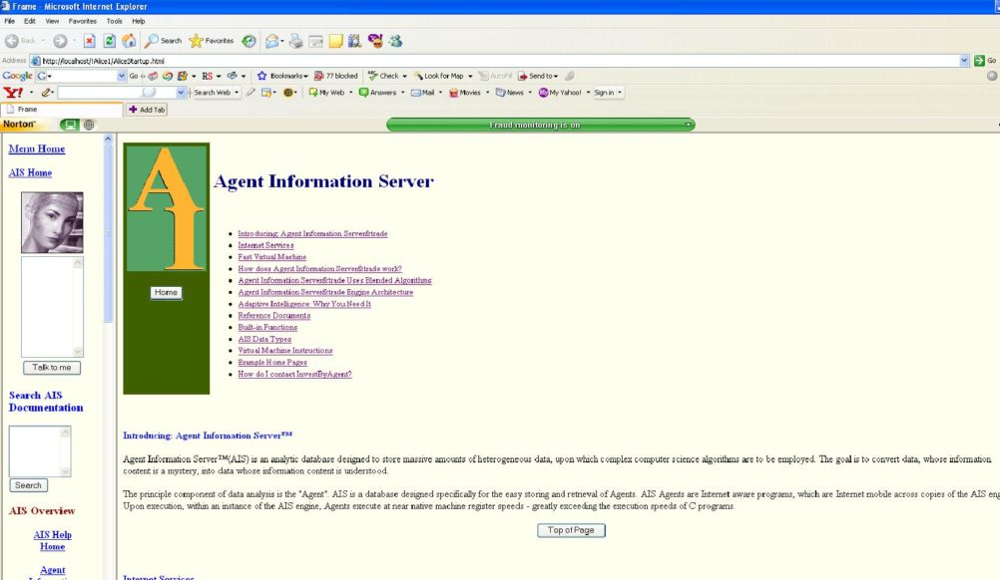 Frame - Microsoft Internet Explorer
File Edit View Favorites Tools Help
Back Search Favorites
Address http://localhost/!Alice1/AliceStartup.html Go
Google G Go RS Bookmarks 77 blocked Check Look for Map AutoFill Send to
Y! Search Web My Web Answers Mail Movies News My Yahoo! Sign in
Frame Add Tab
Norton Fraud monitoring is on
Menu Home
AIS Home
Talk to me
Search AIS
Documentation
Search
AIS Overview
AIS Help
Home
Agent
AI
Home
Agent Information Server
Introducing: Agent Information Server&trade
Internet Services
Fast Virtual Machine
How does Agent Information Server&trade work?
Agent Information Server&trade Uses Blended Algorithms
Agent Information Server&trade Engine Architecture
Adaptive Intelligence: Why You Need It
Reference Documents
Built-in Functions
AIS Data Types
Virtual Machine Instructions
Example Home Pages
How do I contact InvestByAgent?
Introducing: Agent Information Server™
Agent Information Server™(AIS) is an analytic database designed to store massive amounts of heterogeneous data, upon which complex computer science algorithms are to be employed. The goal is to convert data, whose information
content is a mystery, into data whose information content is understood.
The principle component of data analysis is the "Agent". AIS is a database designed specifically for the easy storing and retrieval of Agents. AIS Agents are Internet aware programs, which are Internet mobile across copies of the AIS eng
Upon execution, within an instance of the AIS engine, Agents execute at near native machine register speeds - greatly exceeding the execution speeds of C programs.
Top of Page
Internet Services